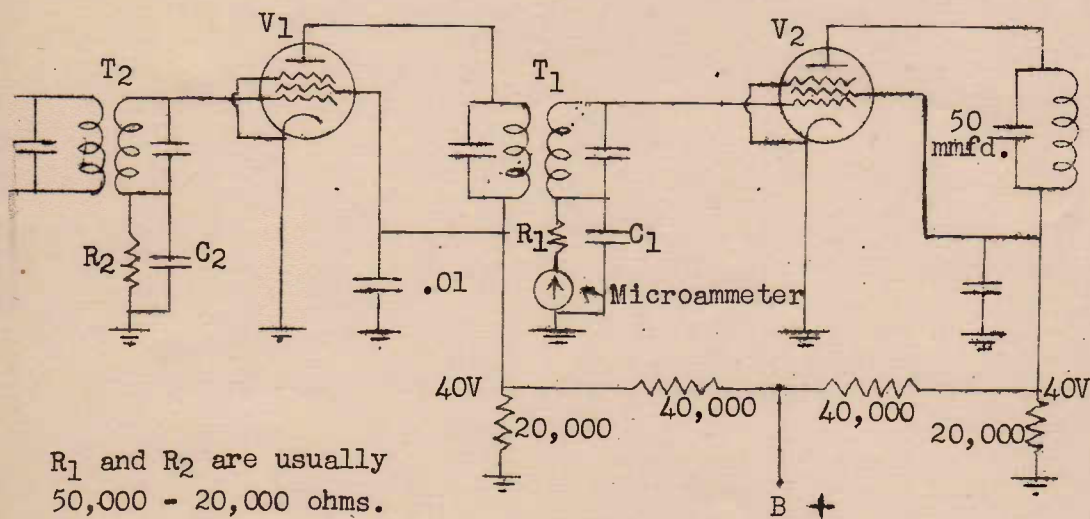 V1
V2
T2
T1
50
mmfd.
R2
C2
.01
R1
C1
Microammeter
40V
40,000
40,000
40V
20,000
20,000
R1 and R2 are usually
50,000 - 20,000 ohms.
B +